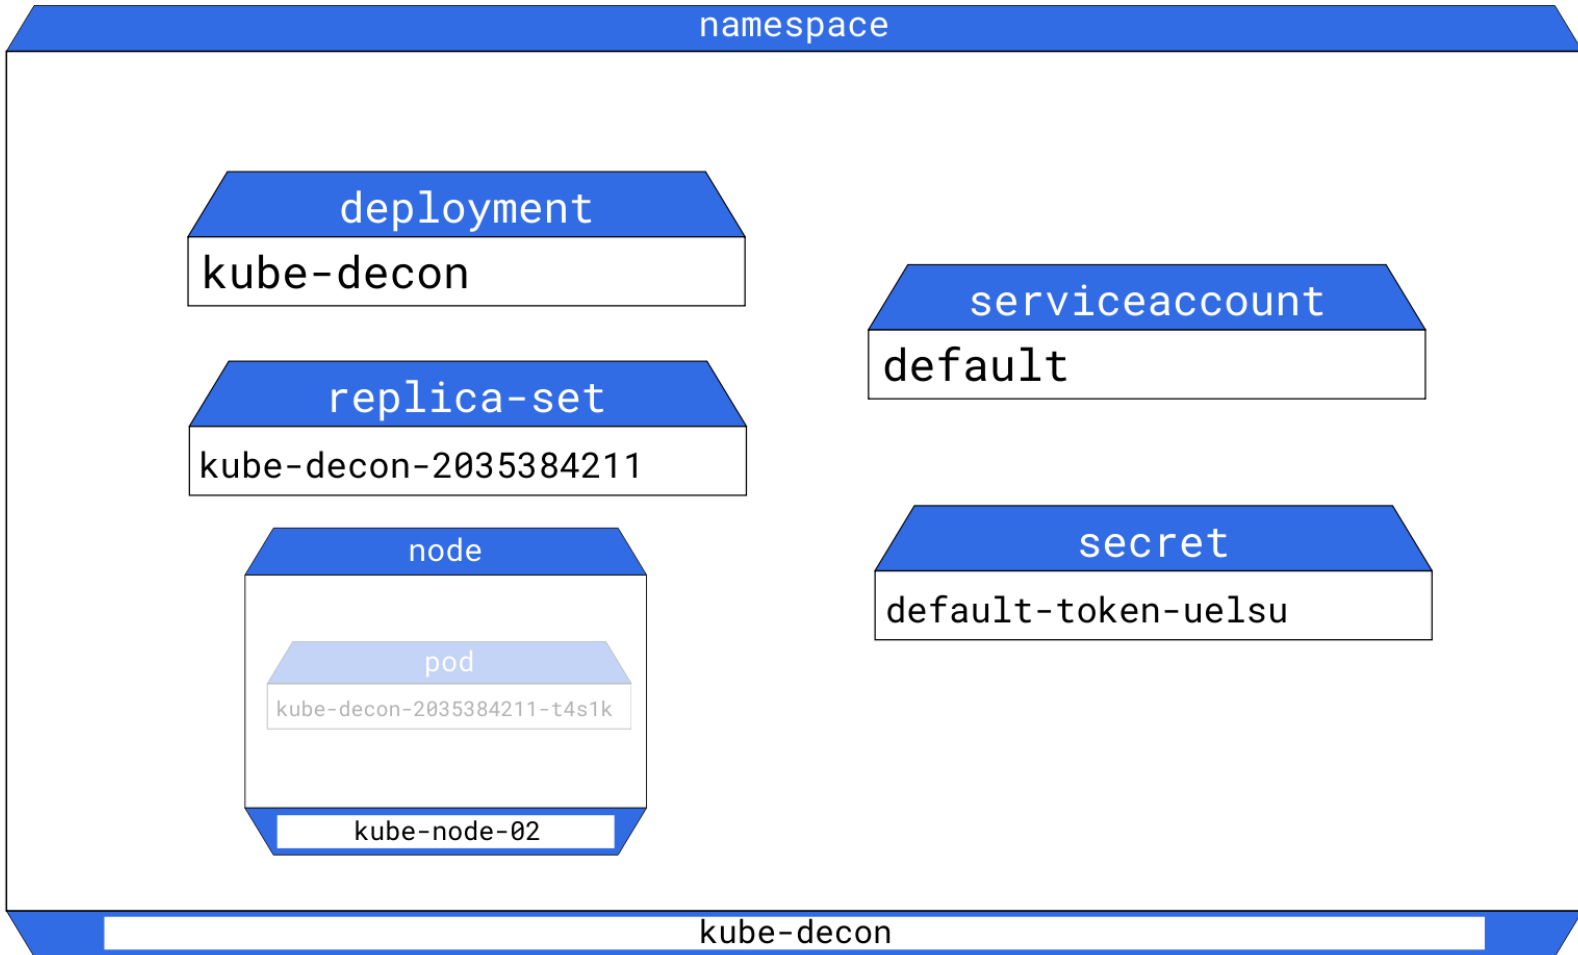 namespace
deployment
kube-decon
replica-set
kube-decon-2035384211
node
pod
kube-decon-2035384211-t4s1k
kube-node-02
serviceaccount
default
secret
default-token-uelsu
kube-decon